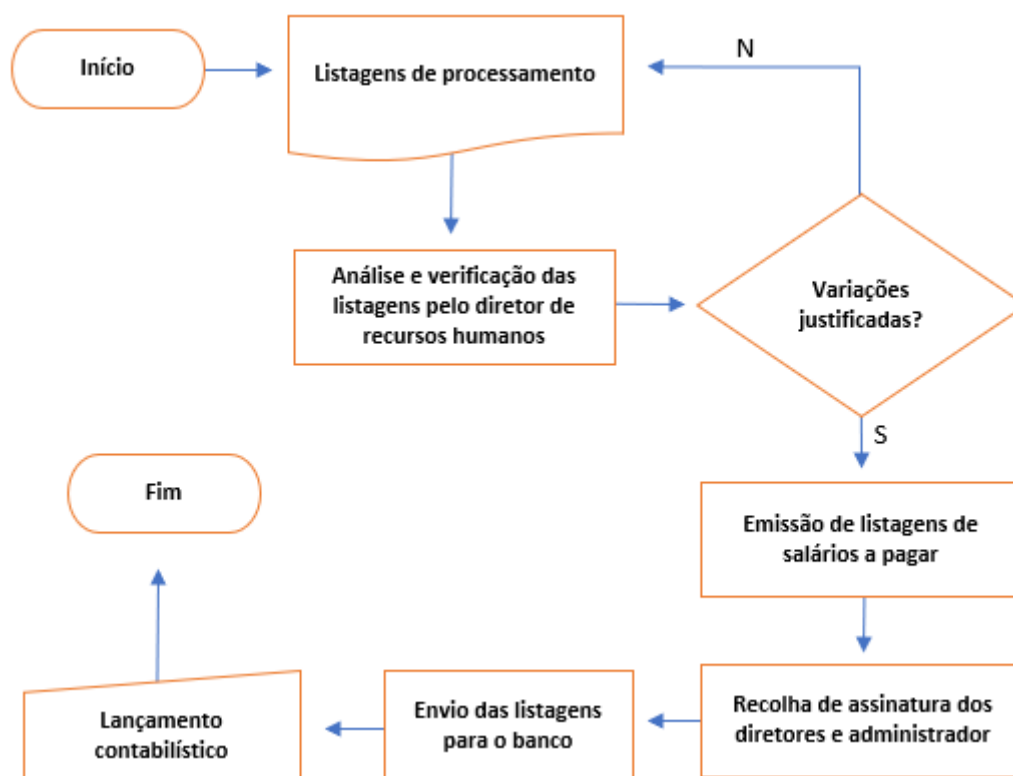 Início
Listagens de processamento
N
Análise e verificação das
listagens pelo diretor de
recursos humanos
Variações
justificadas?
S
Emissão de listagens de
salários a pagar
Recolha de assinatura dos
diretores e administrador
Envio das listagens
para o banco
Lançamento
contabilístico
Fim